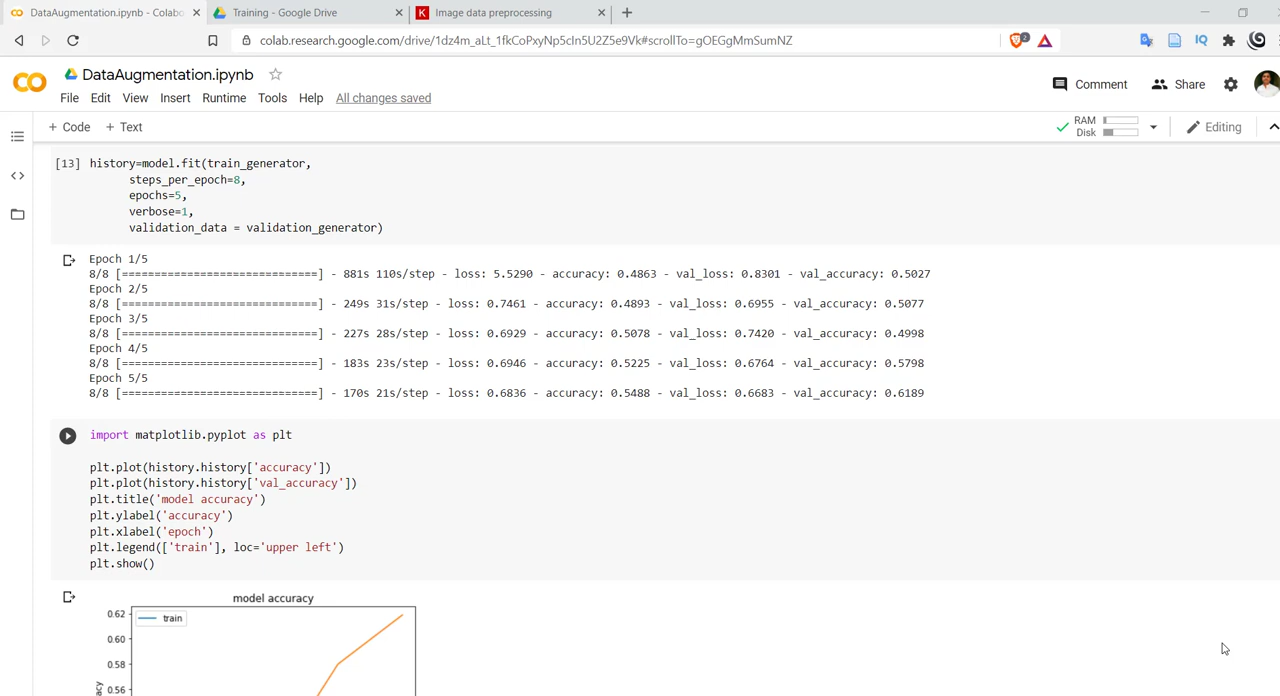 DataAugmentation.ipynb - Colabo
Training - Google Drive
Image data preprocessing
colab.research.google.com/drive/1dz4m_aLt_1fkCoPxyNp5cIn5U2Z5e9Vk#scrollTo=gOEGgMmSumNZ
2
IQ
CO
DataAugmentation.ipynb
Comment
Share
File Edit View Insert Runtime Tools Help All changes saved
+ Code + Text
RAM
Disk
Editing
[13] history=model.fit(train_generator,
steps_per_epoch=8,
epochs=5,
verbose=1,
validation_data = validation_generator)
Epoch 1/5
8/8 [==============================] - 881s 110s/step - loss: 5.5290 - accuracy: 0.4863 - val_loss: 0.8301 - val_accuracy: 0.5027
Epoch 2/5
8/8 [==============================] - 249s 31s/step - loss: 0.7461 - accuracy: 0.4893 - val_loss: 0.6955 - val_accuracy: 0.5077
Epoch 3/5
8/8 [==============================] - 227s 28s/step - loss: 0.6929 - accuracy: 0.5078 - val_loss: 0.7420 - val_accuracy: 0.4998
Epoch 4/5
8/8 [==============================] - 183s 23s/step - loss: 0.6946 - accuracy: 0.5225 - val_loss: 0.6764 - val_accuracy: 0.5798
Epoch 5/5
8/8 [==============================] - 170s 21s/step - loss: 0.6836 - accuracy: 0.5488 - val_loss: 0.6683 - val_accuracy: 0.6189
import matplotlib.pyplot as plt
plt.plot(history.history['accuracy'])
plt.plot(history.history['val_accuracy'])
plt.title('model accuracy')
plt.ylabel('accuracy')
plt.xlabel('epoch')
plt.legend(['train'], loc='upper left')
plt.show()
model accuracy
0.62
train
0.60
0.58
0.56